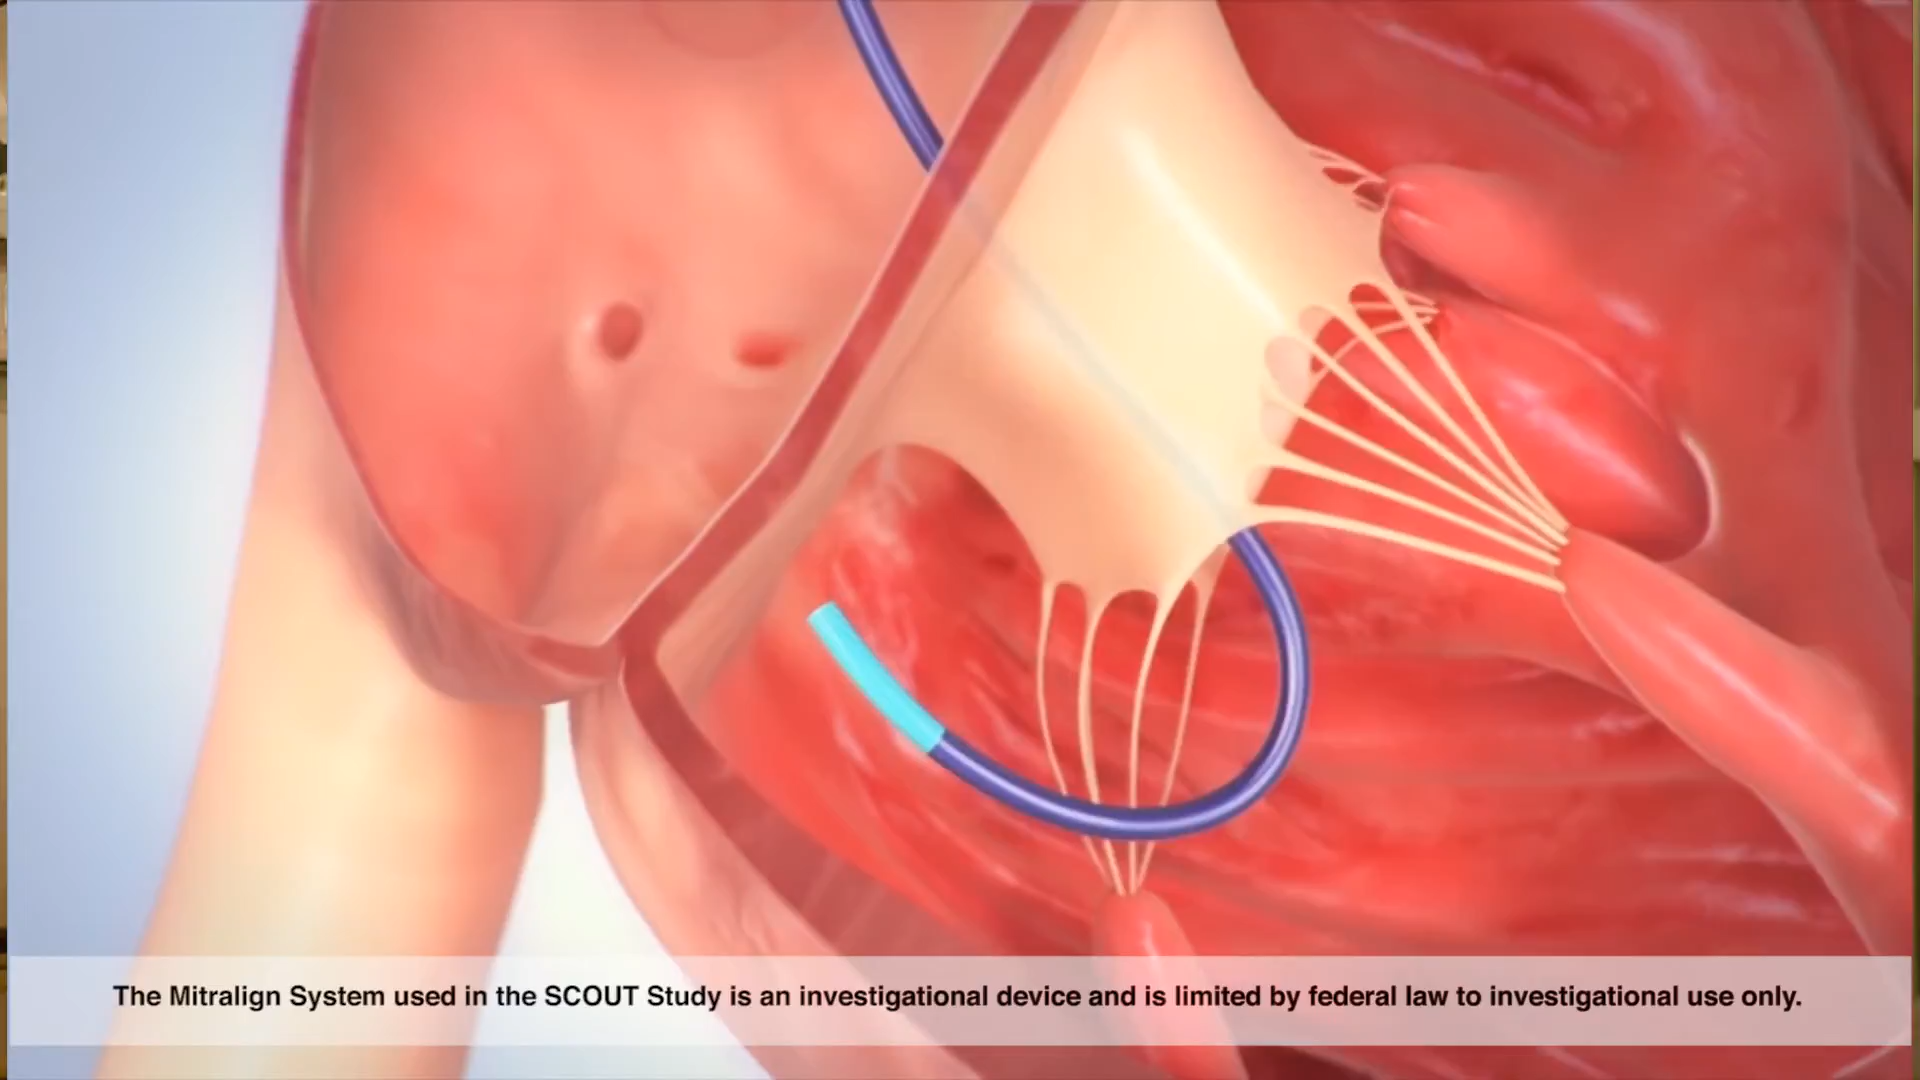 The Mitralign System used in the SCOUT Study is an investigational device and is limited by federal law to investigational use only.